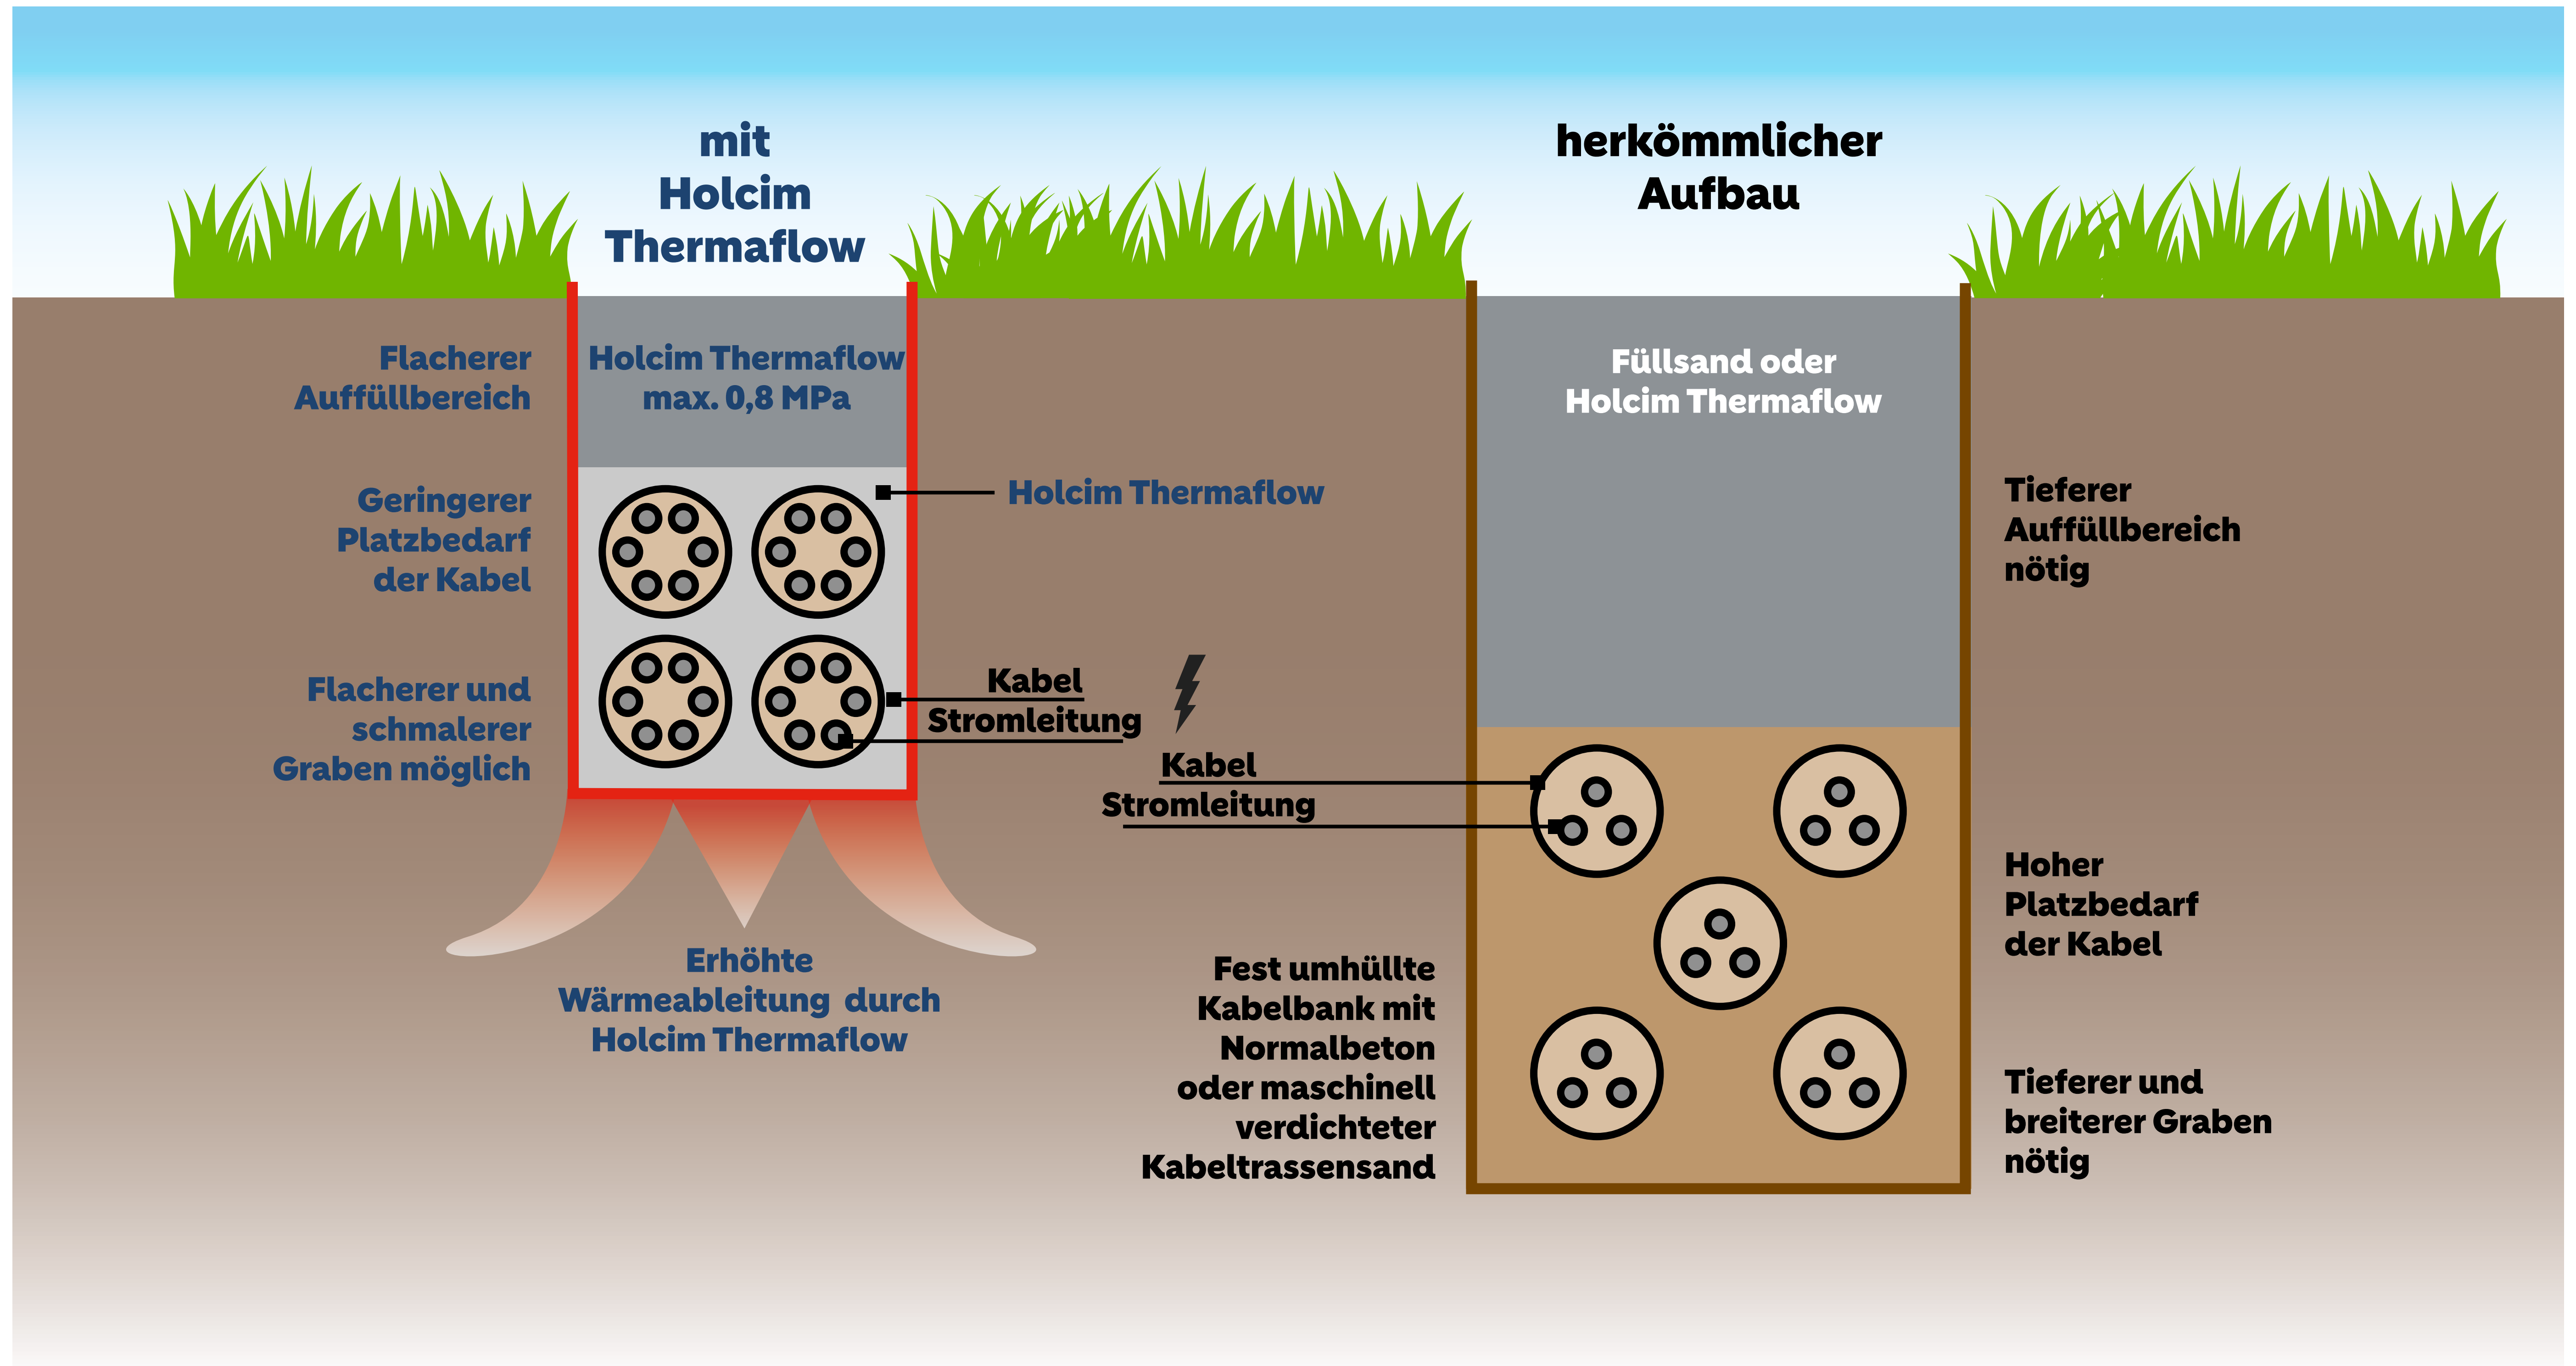 mit
Holcim
Thermaflow
herkömmlicher
Aufbau
Flacherer
Auffüllbereich
Holcim Thermaflow
max. 0,8 MPa
Füllsand oder
Holcim Thermaflow
Geringerer
Platzbedarf
der Kabel
Holcim Thermaflow
Tieferer
Auffüllbereich
nötig
Flacherer und
schmalerer
Graben möglich
Kabel
Stromleitung
Kabel
Stromleitung
Hoher
Platzbedarf
der Kabel
Erhöhte
Wärmeableitung durch
Holcim Thermaflow
Fest umhüllte
Kabelbank mit
Normalbeton
oder maschinell
verdichteter
Kabeltrassensand
Tieferer und
breiterer Graben
nötig